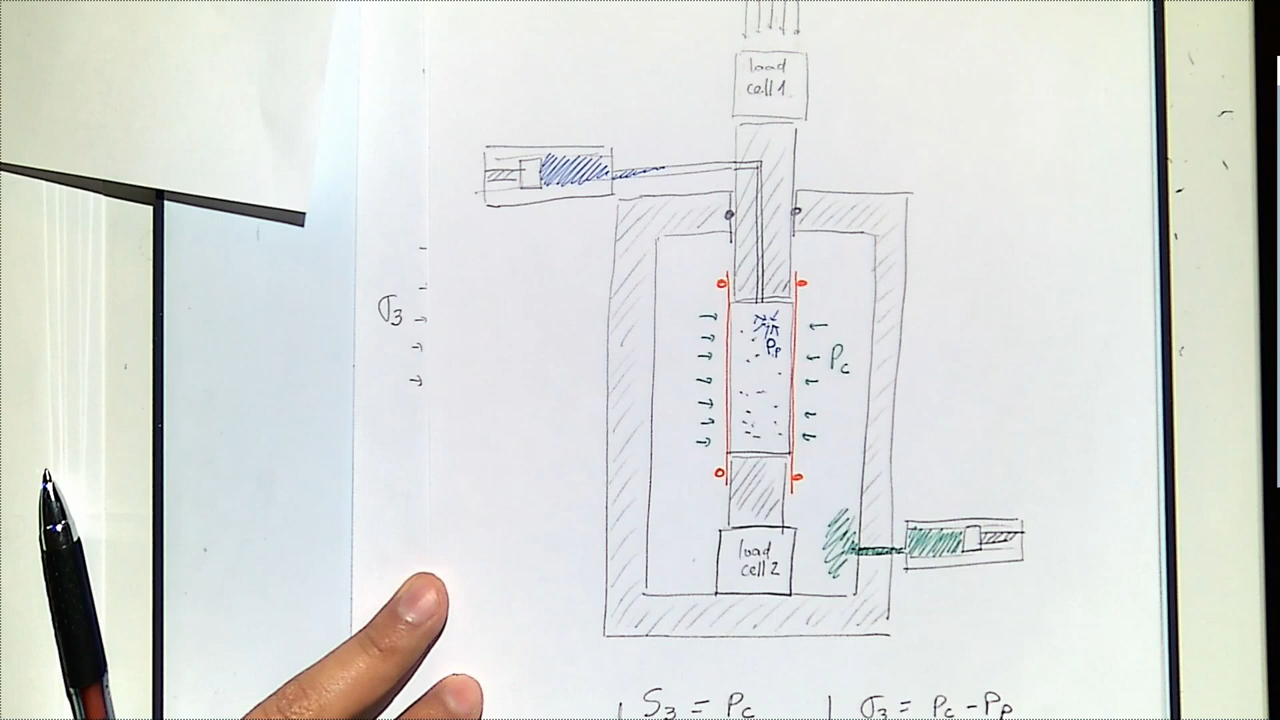 load
cell 1
σ3
Pp
Pc
load
cell 2
S3 = Pc
σ3 = Pc - Pp